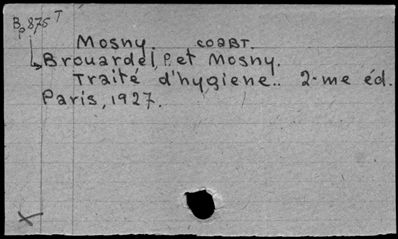 Bp 875 T
Mosny. соавт.
Brouardel, P. et Mosny.
Traité d'hygiene.. 2-me éd.
Paris, 1927.